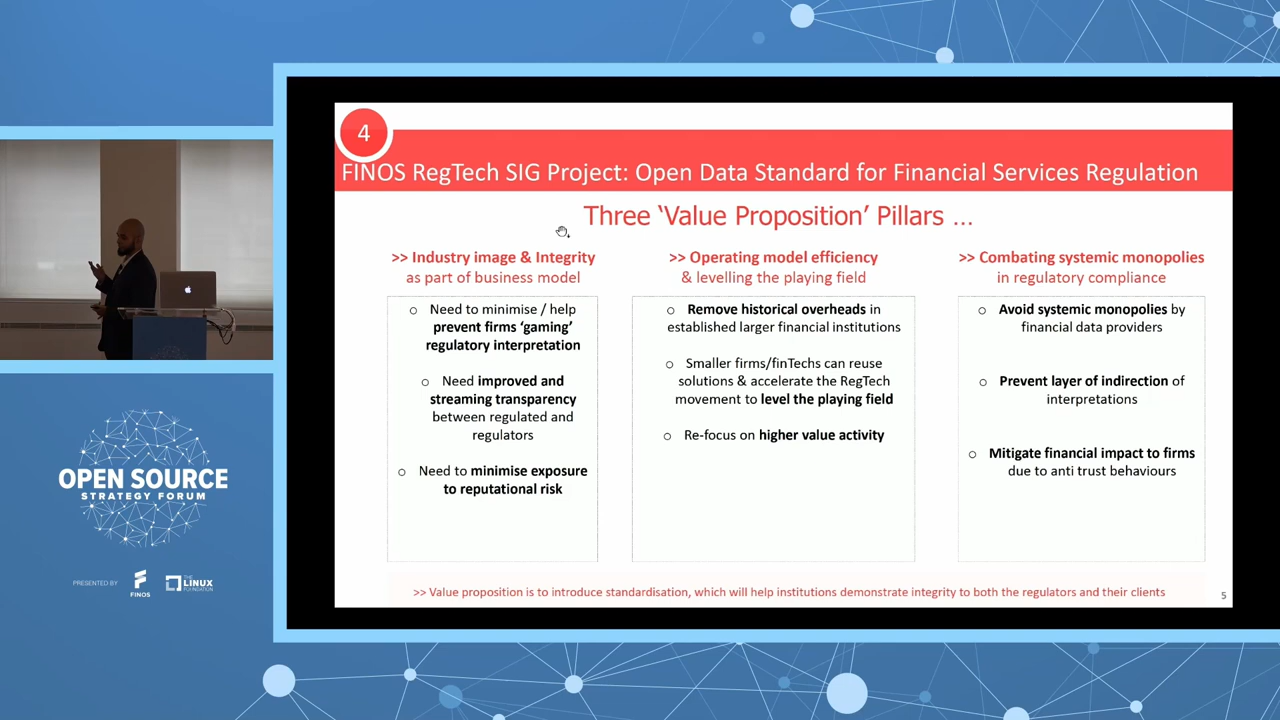 4
FINOS RegTech SIG Project: Open Data Standard for Financial Services Regulation
Three ‘Value Proposition’ Pillars ...
>> Industry image & Integrity
as part of business model
○ Need to minimise / help
prevent firms ‘gaming’
regulatory interpretation
○ Need improved and
streaming transparency
between regulated and
regulators
○ Need to minimise exposure
to reputational risk
>> Operating model efficiency
& levelling the playing field
○ Remove historical overheads in
established larger financial institutions
○ Smaller firms/finTechs can reuse
solutions & accelerate the RegTech
movement to level the playing field
○ Re-focus on higher value activity
>> Combating systemic monopolies
in regulatory compliance
○ Avoid systemic monopolies by
financial data providers
○ Prevent layer of indirection of
interpretations
○ Mitigate financial impact to firms
due to anti trust behaviours
>> Value proposition is to introduce standardisation, which will help institutions demonstrate integrity to both the regulators and their clients
5
OPEN SOURCE
STRATEGY FORUM
PRESENTED BY
FINOS
THE
LINUX
FOUNDATION